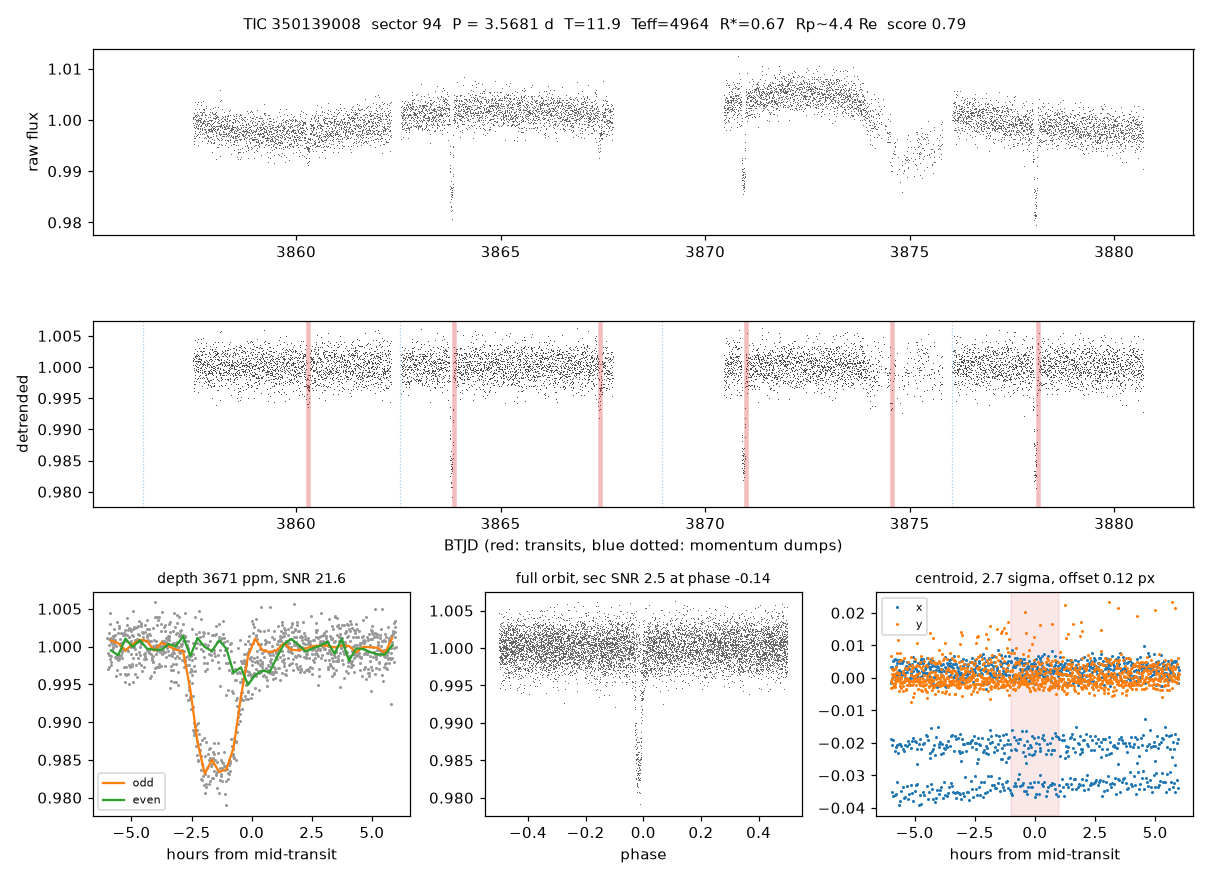 TIC 350139008  sector 94  P = 3.5681 d  T=11.9  Teff=4964  R*=0.67  Rp~4.4 Re  score 0.79
raw flux
1.01
1.00
0.99
0.98
3860 3865 3870 3875 3880
detrended
1.005
1.000
0.995
0.990
0.985
0.980
3860 3865 3870 3875 3880
BTJD (red: transits, blue dotted: momentum dumps)
depth 3671 ppm, SNR 21.6
1.005
1.000
0.995
0.990
0.985
0.980
odd
even
−5.0 −2.5 0.0 2.5 5.0
hours from mid-transit
full orbit, sec SNR 2.5 at phase -0.14
1.005
1.000
0.995
0.990
0.985
0.980
−0.4 −0.2 0.0 0.2 0.4
phase
centroid, 2.7 sigma, offset 0.12 px
x
y
0.02
0.01
0.00
−0.01
−0.02
−0.03
−0.04
−5.0 −2.5 0.0 2.5 5.0
hours from mid-transit